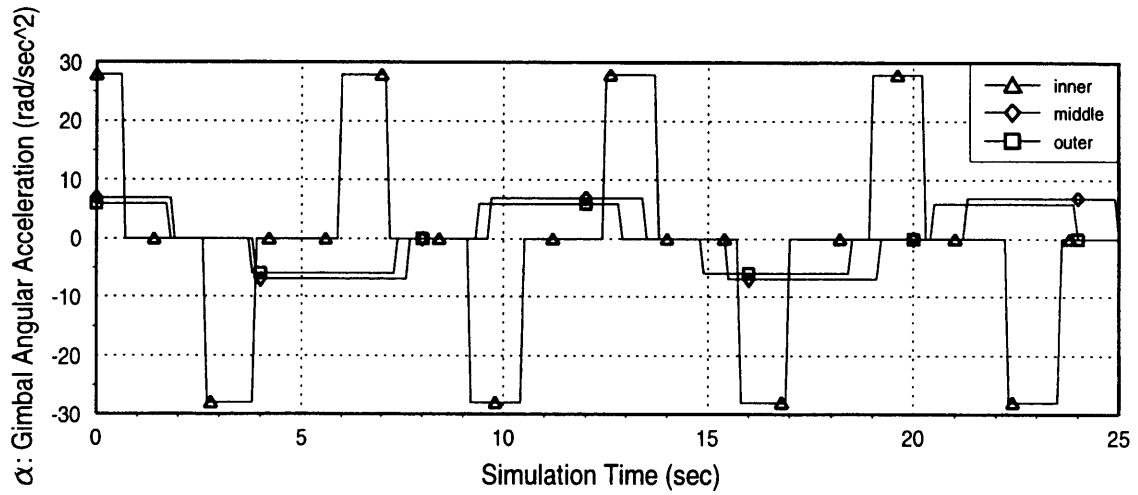 α: Gimbal Angular Acceleration (rad/sec^2)
30
20
10
0
-10
-20
-30
inner
middle
outer
0
5
10
15
20
25
Simulation Time (sec)